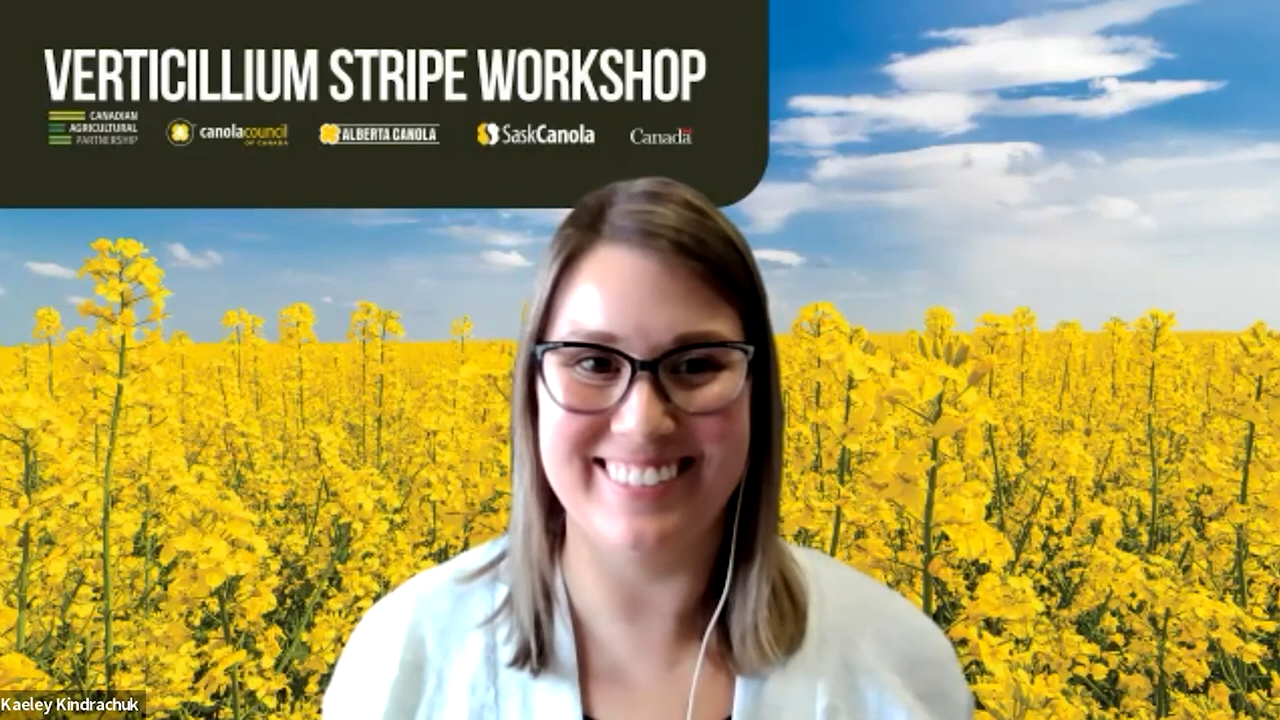 VERTICILLIUM STRIPE WORKSHOP
CANADIAN
AGRICULTURAL
PARTNERSHIP
canolacouncil
OF CANADA
ALBERTA CANOLA
SaskCanola
Canada
Kaeley Kindrachuk